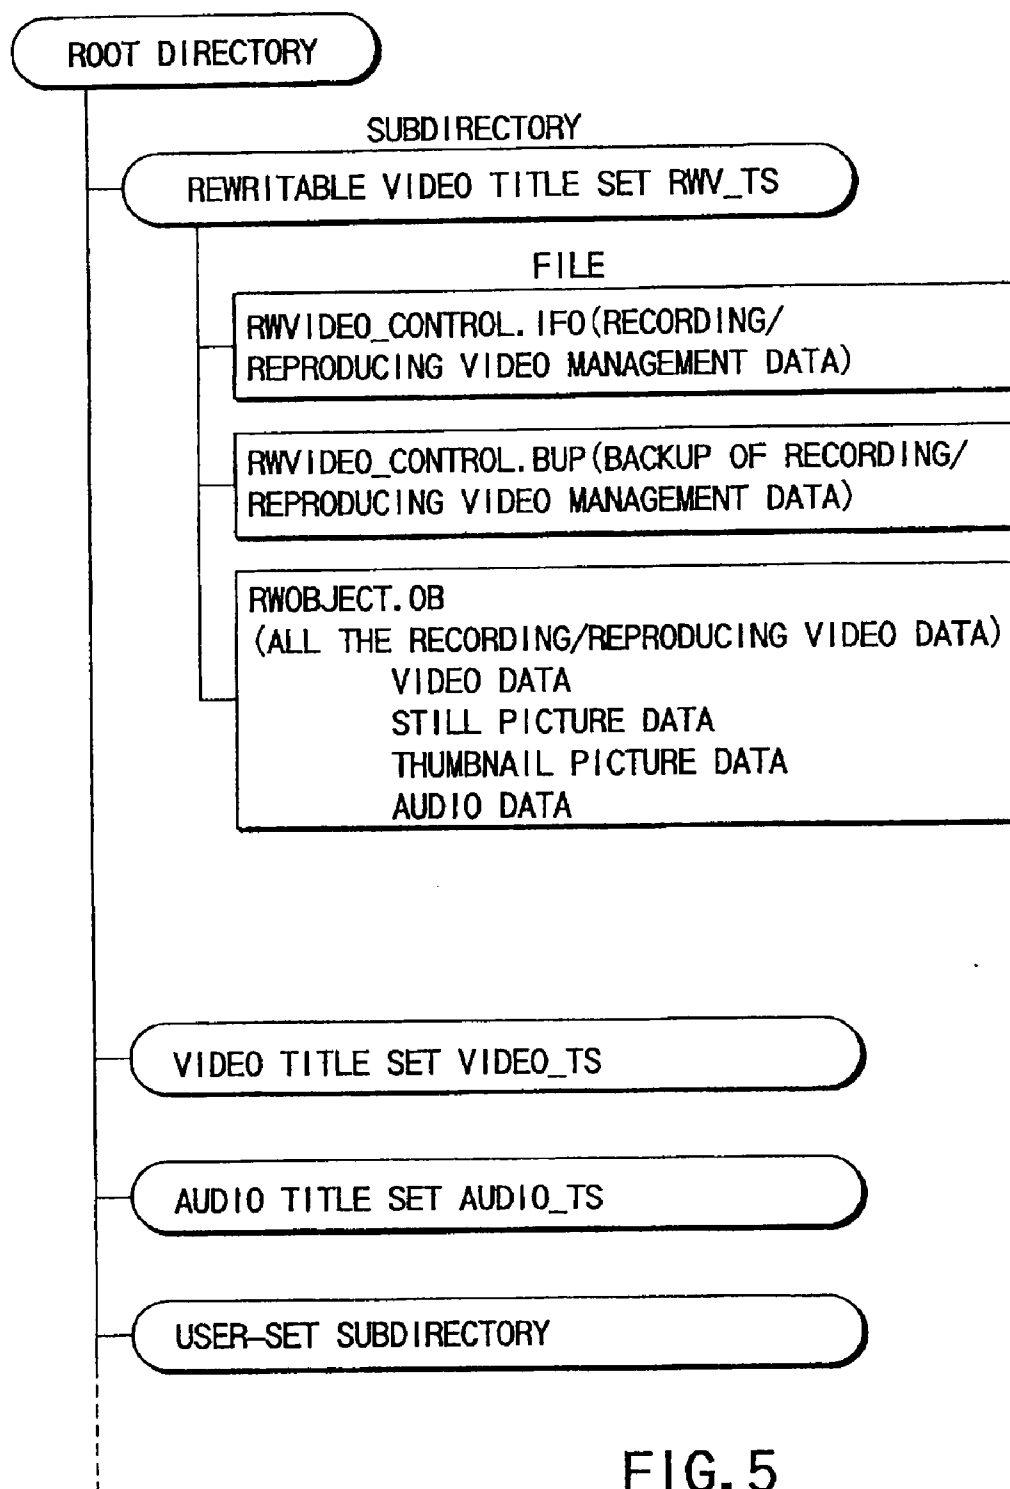 ROOT DIRECTORY
SUBDIRECTORY
REWRITABLE VIDEO TITLE SET RWV_TS
FILE
RWVIDEO_CONTROL.IFO(RECORDING/
REPRODUCING VIDEO MANAGEMENT DATA)
RWVIDEO_CONTROL.BUP(BACKUP OF RECORDING/
REPRODUCING VIDEO MANAGEMENT DATA)
RWOBJECT.OB
(ALL THE RECORDING/REPRODUCING VIDEO DATA)
VIDEO DATA
STILL PICTURE DATA
THUMBNAIL PICTURE DATA
AUDIO DATA
VIDEO TITLE SET VIDEO_TS
AUDIO TITLE SET AUDIO_TS
USER-SET SUBDIRECTORY
FIG.5